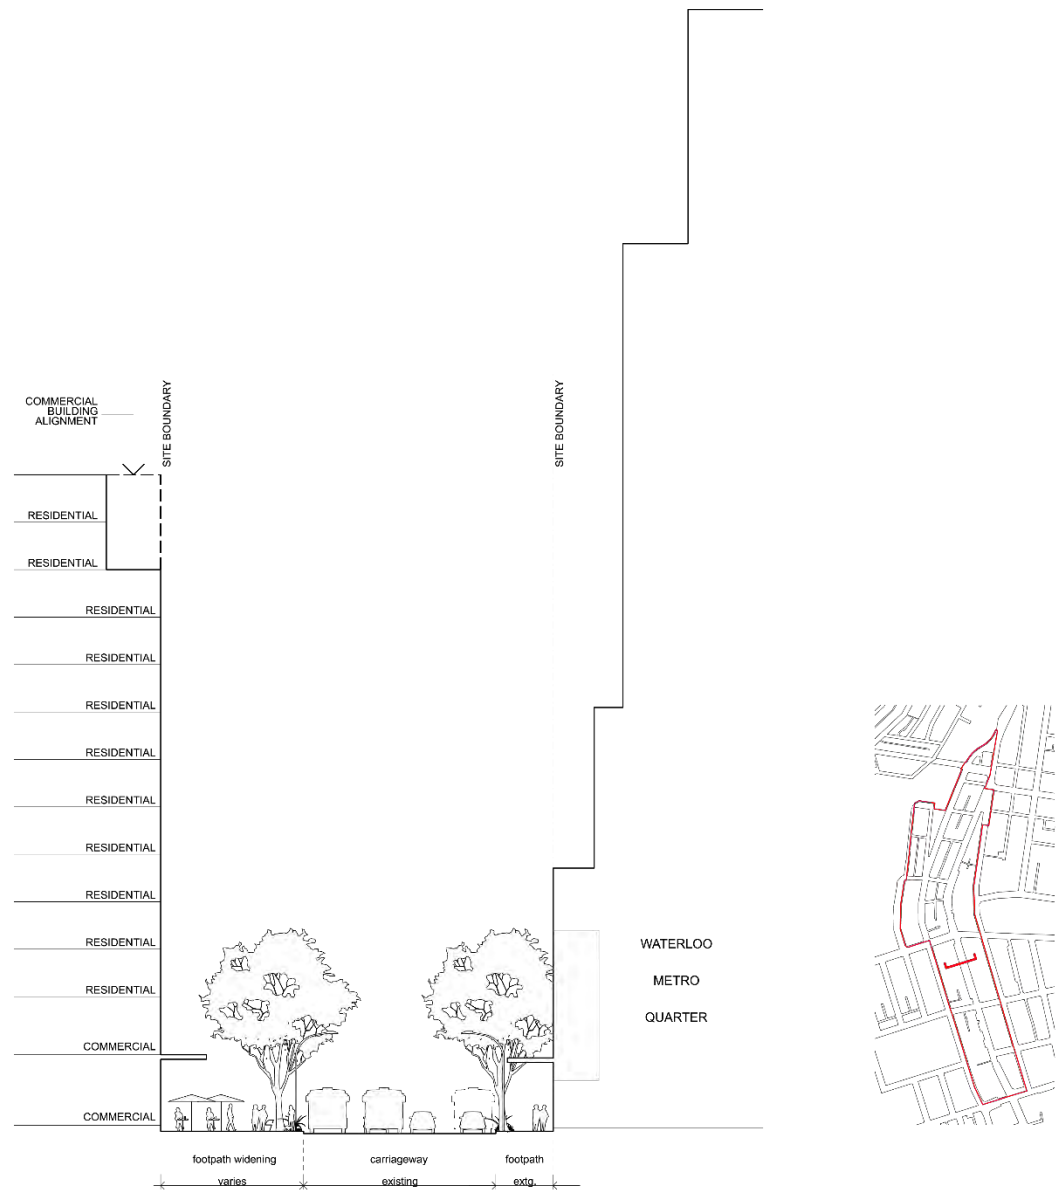 COMMERCIAL
BUILDING
ALIGNMENT
SITE BOUNDARY
SITE BOUNDARY
RESIDENTIAL
RESIDENTIAL
RESIDENTIAL
RESIDENTIAL
RESIDENTIAL
RESIDENTIAL
RESIDENTIAL
RESIDENTIAL
RESIDENTIAL
RESIDENTIAL
RESIDENTIAL
COMMERCIAL
COMMERCIAL
WATERLOO
METRO
QUARTER
footpath widening
varies
carriageway
existing
footpath
extg.